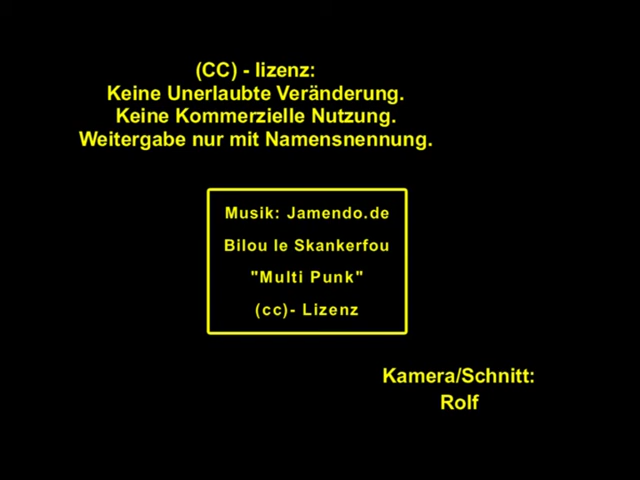 (CC) - lizenz:
Keine Unerlaubte Veränderung.
Keine Kommerzielle Nutzung.
Weitergabe nur mit Namensnennung.
Musik: Jamendo.de
Bilou le Skankerfou
"Multi Punk"
(cc)- Lizenz
Kamera/Schnitt:
Rolf